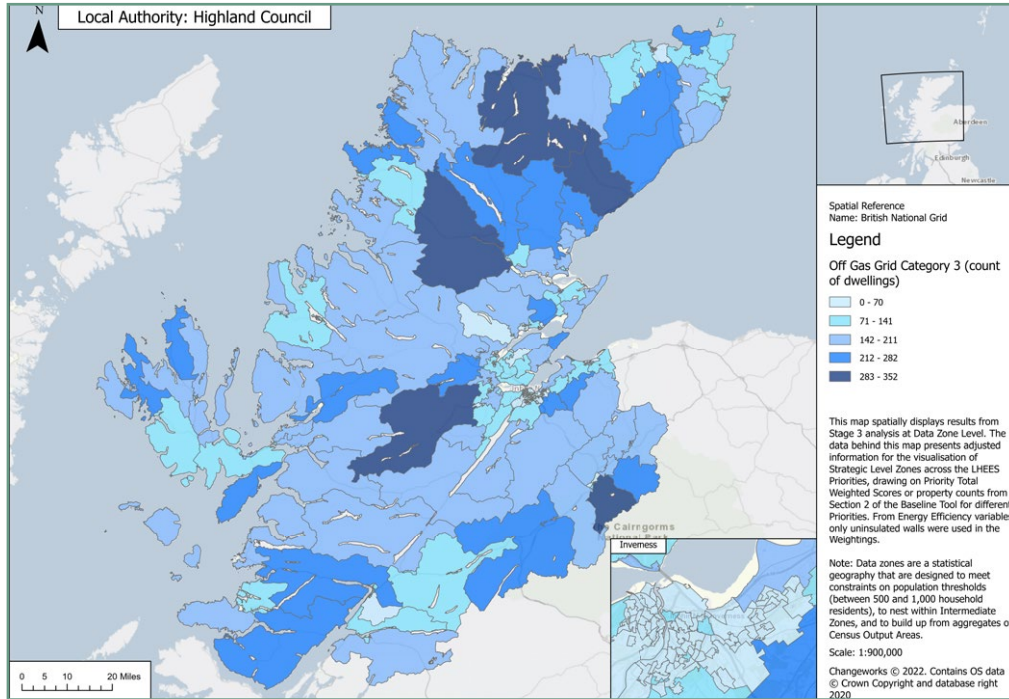 Local Authority: Highland Council
N
Aberdeen
Edinburgh
Newcastle
Spatial Reference
Name: British National Grid
Legend
Off Gas Grid Category 3 (count
of dwellings)
0 - 70
71 - 141
142 - 211
212 - 282
283 - 352
This map spatially displays results from
Stage 3 analysis at Data Zone Level. The
data behind this map presents adjusted
information for the visualisation of
Strategic Level Zones across the LHEES
Priorities, drawing on Priority Total
Weighted Scores or property counts from
Section 2 of the Baseline Tool for different
Priorities. From Energy Efficiency variables
only uninsulated walls were used in the
Weightings.
Note: Data zones are a statistical
geography that are designed to meet
constraints on population thresholds
(between 500 and 1,000 household
residents), to nest within Intermediate
Zones, and to build up from aggregates o
Census Output Areas.
Scale: 1:900,000
Changeworks © 2022. Contains OS data
© Crown Copyright and database right
2020
Cairngorms
National Park
Inverness
0 5 10 20 Miles